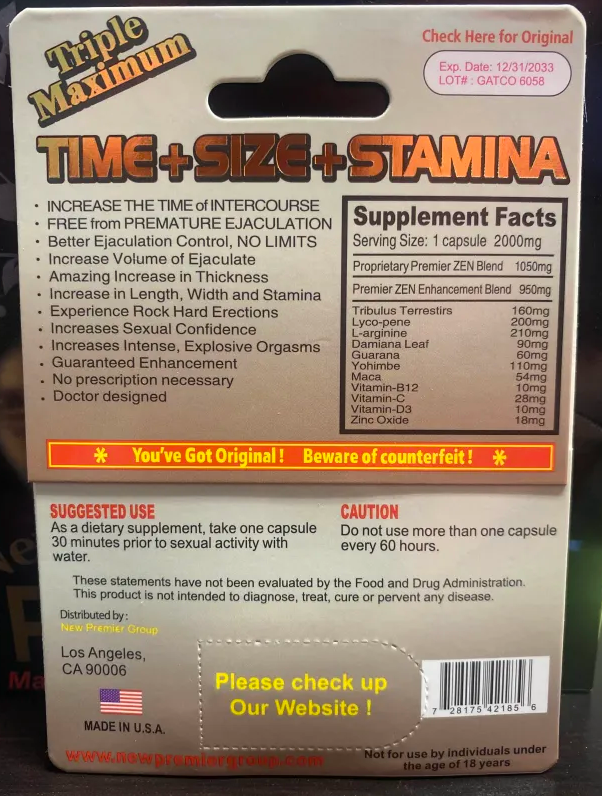 Triple
Maximum
Check Here for Original
Exp. Date: 12/31/2033
LOT# : GATCO 6058
TIME+SIZE+STAMINA
· INCREASE THE TIME of INTERCOURSE
· FREE from PREMATURE EJACULATION
· Better Ejaculation Control, NO LIMITS
· Increase Volume of Ejaculate
· Amazing Increase in Thickness
· Increase in Length, Width and Stamina
· Experience Rock Hard Erections
· Increases Sexual Confidence
· Increases Intense, Explosive Orgasms
· Guaranteed Enhancement
· No prescription necessary
· Doctor designed
Supplement Facts
Serving Size: 1 capsule 2000mg
Proprietary Premier ZEN Blend 1050mg
Premier ZEN Enhancement Blend 950mg
Tribulus Terrestirs 160mg
Lyco-pene 200mg
L-arginine 210mg
Damiana Leaf 90mg
Guarana 60mg
Yohimbe 110mg
Maca 54mg
Vitamin-B12 10mg
Vitamin-C 28mg
Vitamin-D3 10mg
Zinc Oxide 18mg
* You've Got Original ! Beware of counterfeit ! *
SUGGESTED USE
As a dietary supplement, take one capsule
30 minutes prior to sexual activity with
water.
CAUTION
Do not use more than one capsule
every 60 hours.
These statements have not been evaluated by the Food and Drug Administration.
This product is not intended to diagnose, treat, cure or pervent any disease.
Distributed by :
New Premier Group
Los Angeles,
CA 90006
MADE IN U.S.A.
Please check up
Our Website !
7 28175 42185 6
www.newpremiergroup.com
Not for use by individuals under
the age of 18 years